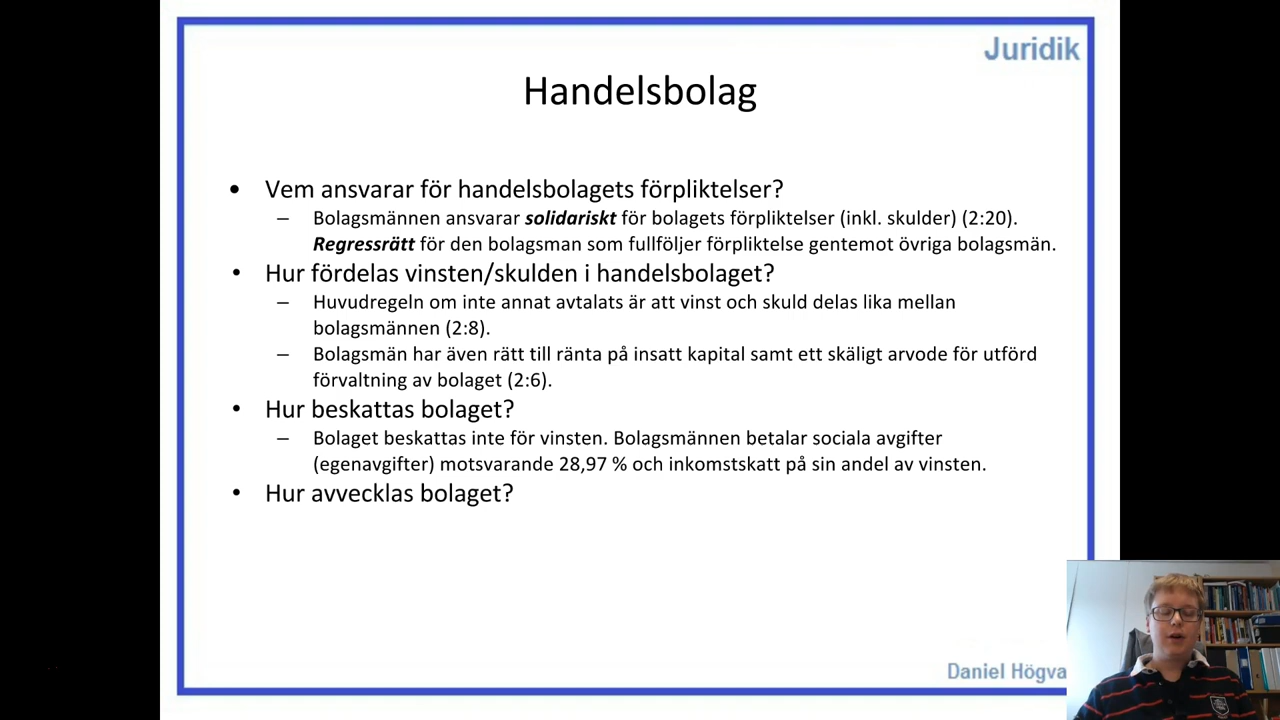 Juridik
Handelsbolag
• Vem ansvarar för handelsbolagets förpliktelser?
– Bolagsmännen ansvarar solidariskt för bolagets förpliktelser (inkl. skulder) (2:20).
Regressrätt för den bolagsman som fullföljer förpliktelse gentemot övriga bolagsmän.
• Hur fördelas vinsten/skulden i handelsbolaget?
– Huvudregeln om inte annat avtalats är att vinst och skuld delas lika mellan
bolagsmännen (2:8).
– Bolagsmän har även rätt till ränta på insatt kapital samt ett skäligt arvode för utförd
förvaltning av bolaget (2:6).
• Hur beskattas bolaget?
– Bolaget beskattas inte för vinsten. Bolagsmännen betalar sociala avgifter
(egenavgifter) motsvarande 28,97 % och inkomstskatt på sin andel av vinsten.
• Hur avvecklas bolaget?
Daniel Högva